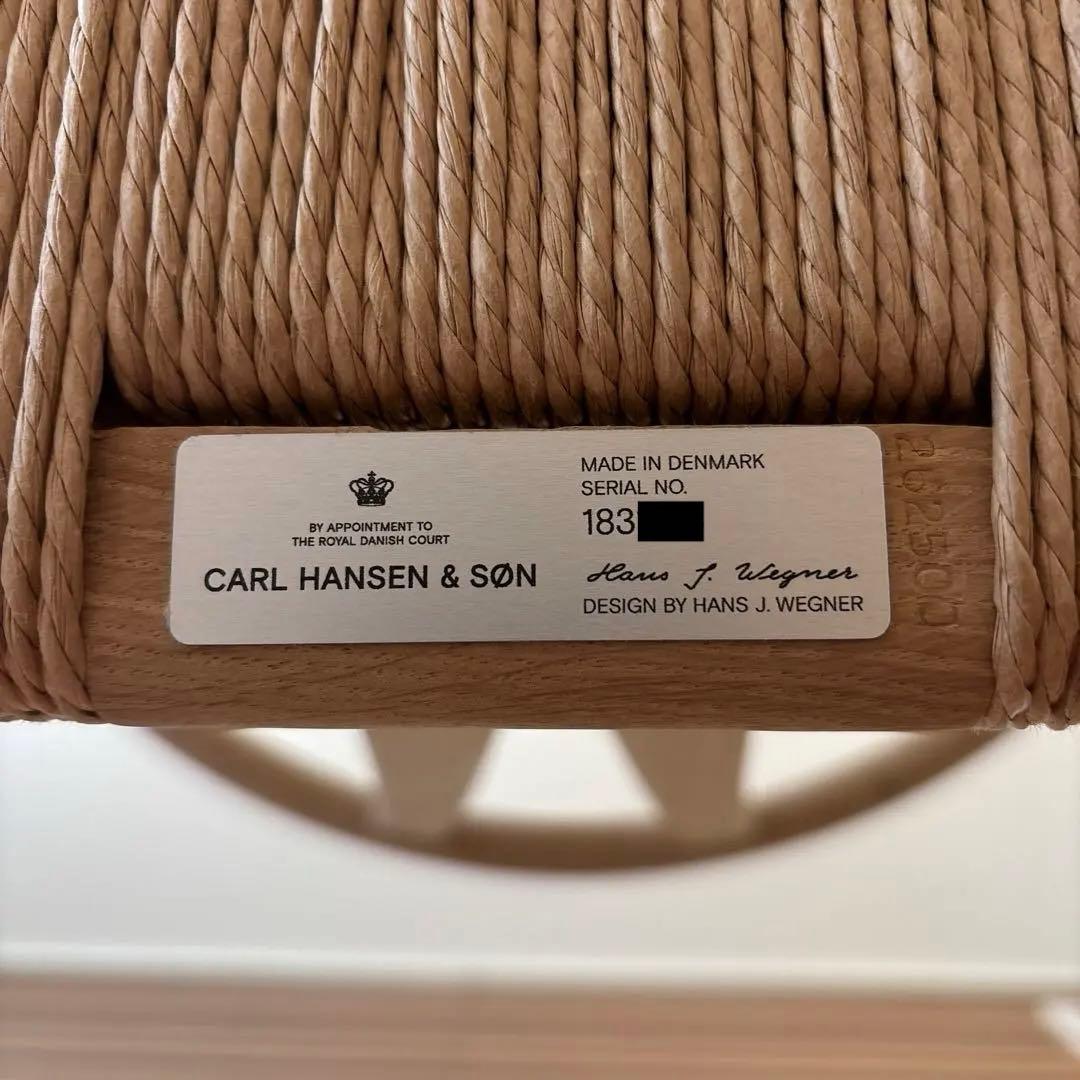 BY APPOINTMENT TO
THE ROYAL DANISH COURT
CARL HANSEN & SØN
MADE IN DENMARK
SERIAL NO.
183
Hans J. Wegner
DESIGN BY HANS J. WEGNER